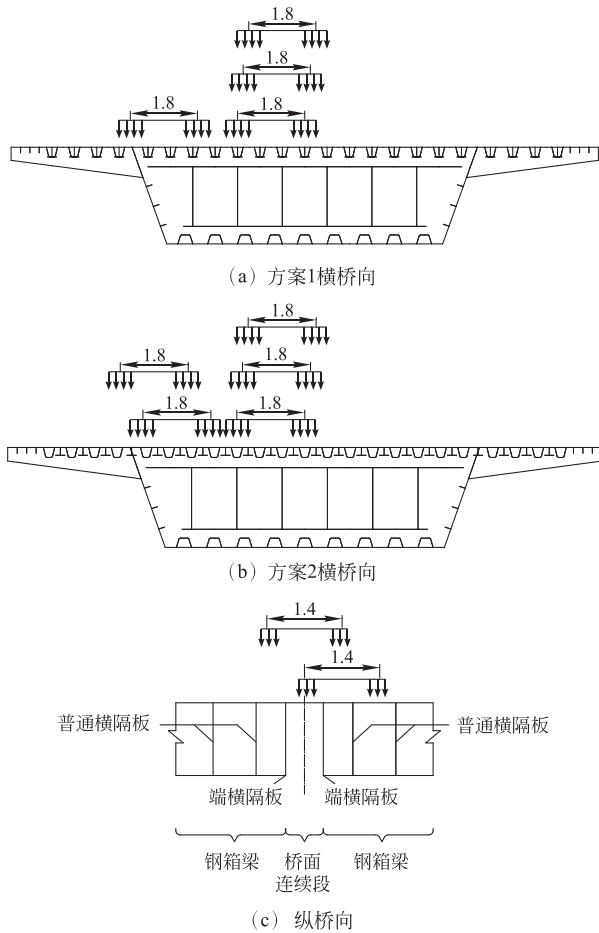 1.8
1.8
1.8 1.8
（a）方案1横桥向
1.8
1.8 1.8
1.8 1.8
（b）方案2横桥向
1.4
1.4
普通横隔板 普通横隔板
端横隔板 端横隔板
钢箱梁 桥面 钢箱梁
连续段
（c）纵桥向